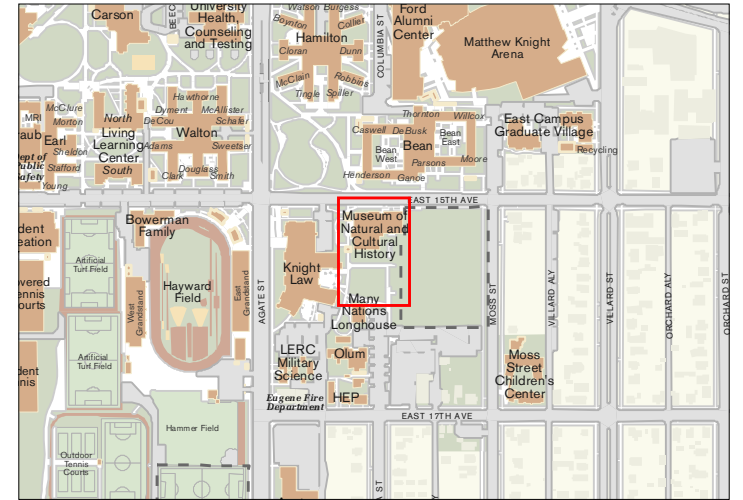 Carson
BEEC
University
Health,
Counseling
and Testing
Watson
Burgess
Boynton
Collier
Hamilton
Cloran
Dunn
McClain
Robbins
Tingle
Spiller
COLUMBIA ST
Ford
Alumni
Center
Matthew Knight
Arena
McClure
MRI
Morton
Earl
Sheldon
Stafford
Young
North
Living
Learning
Center
South
Hawthorne
Dyment
McAlister
DeCou
Schafer
Walton
Adams
Sweetser
Douglass
Clark
Smith
Thornton
Willcox
Caswell
DeBusk
Bean
East
Bean
West
Bean
Parsons
Moore
Henderson
Gance
East Campus
Graduate Village
Recycling
EAST 15TH AVE
Bowerman
Family
Artificial
Turf Field
Hayward
Field
West
Grandstand
East
Grandstand
AGATE ST
Knight
Law
Museum of
Natural and
Cultural
History
Many
Nations
Longhouse
MOSS ST
VILLARD ALY
VILLARD ST
ORCHARD ALY
ORCHARD ST
Artificial
Turf Field
LERC
Military
Science
Olum
Eugene Fire
Department
HEP
Moss
Street
Children's
Center
EAST 17TH AVE
Hammer Field
Outdoor
Tennis
Courts